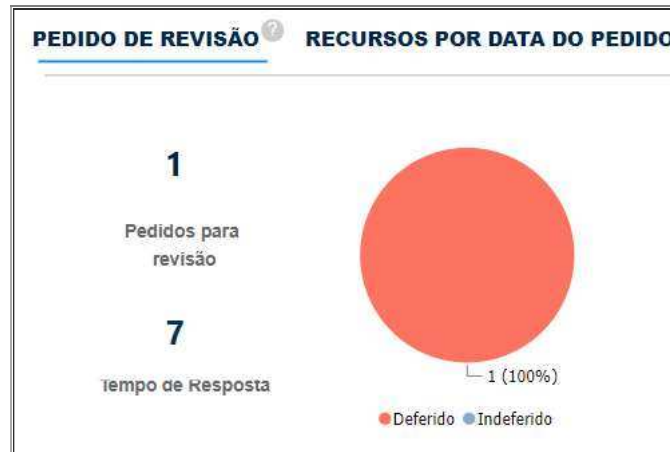 PEDIDO DE REVISÃO ? RECURSOS POR DATA DO PEDIDO
1
Pedidos para
revisão
7
Tempo de Resposta
1 (100%)
Deferido Indeferido